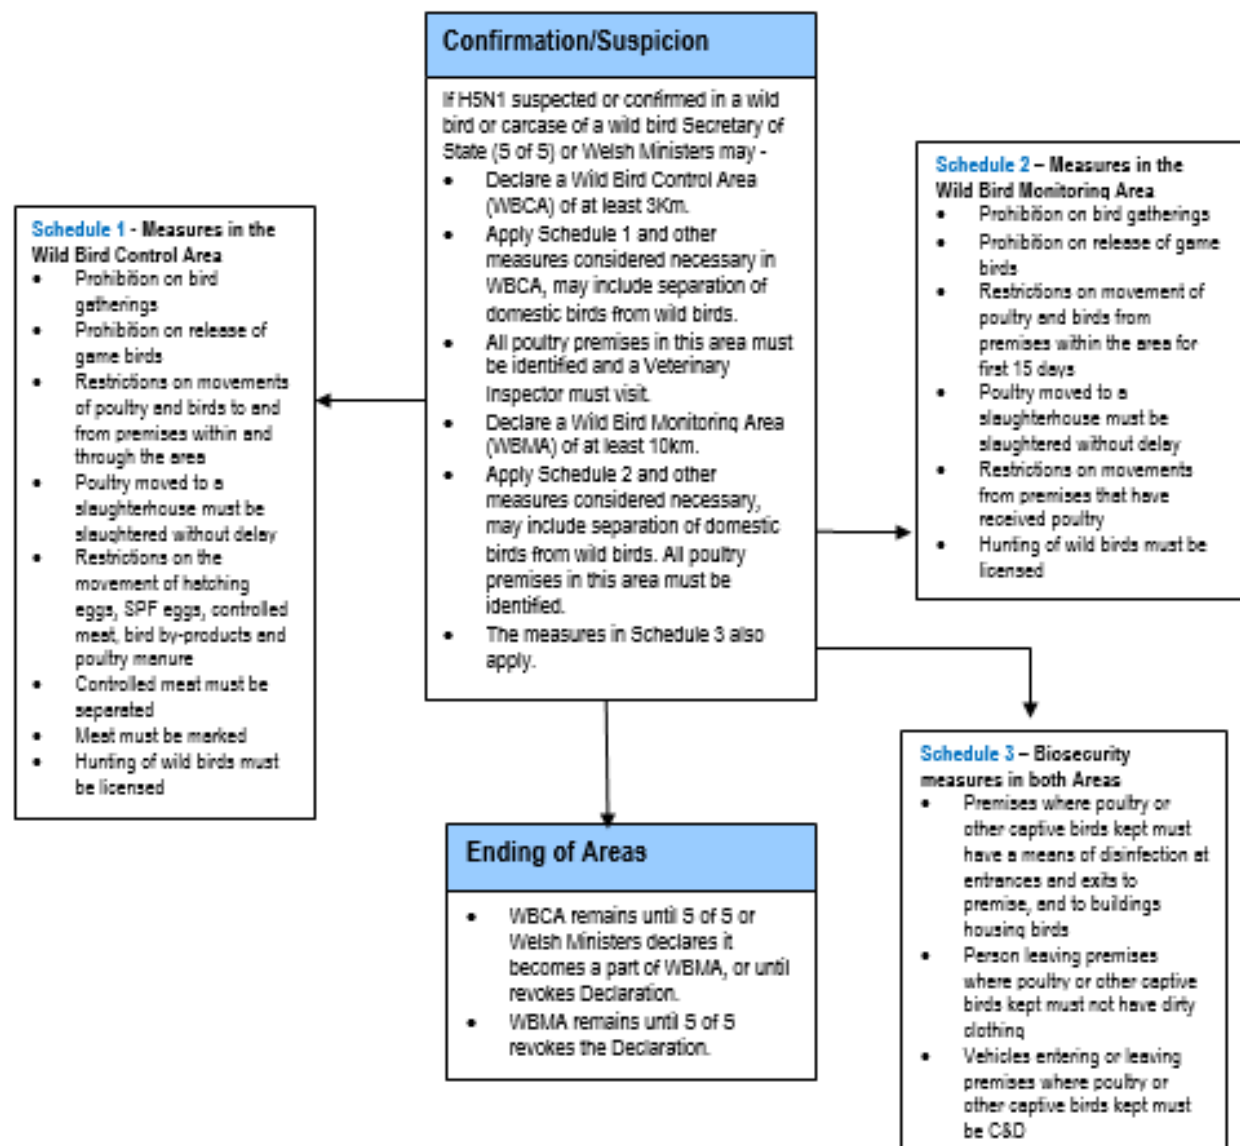 Confirmation/Suspicion
If H5N1 suspected or confirmed in a wild
bird or carcase of a wild bird Secretary of
State (S of S) or Welsh Ministers may -
• Declare a Wild Bird Control Area
(WBCA) of at least 3Km.
• Apply Schedule 1 and other
measures considered necessary in
WBCA, may include separation of
domestic birds from wild birds.
• All poultry premises in this area must
be identified and a Veterinary
Inspector must visit.
• Declare a Wild Bird Monitoring Area
(WBMA) of at least 10km.
• Apply Schedule 2 and other
measures considered necessary,
may include separation of domestic
birds from wild birds. All poultry
premises in this area must be
identified.
• The measures in Schedule 3 also
apply.
Schedule 1 - Measures in the
Wild Bird Control Area
• Prohibition on bird
gatherings
• Prohibition on release of
game birds
• Restrictions on movements
of poultry and birds to and
from premises within and
through the area
• Poultry moved to a
slaughterhouse must be
slaughtered without delay
• Restrictions on the
movement of hatching
eggs, SPF eggs, controlled
meat, bird by-products and
poultry manure
• Controlled meat must be
separated
• Meat must be marked
• Hunting of wild birds must
be licensed
Schedule 2 – Measures in the
Wild Bird Monitoring Area
• Prohibition on bird gatherings
• Prohibition on release of game
birds
• Restrictions on movement of
poultry and birds from
premises within the area for
first 15 days
• Poultry moved to a
slaughterhouse must be
slaughtered without delay
• Restrictions on movements
from premises that have
received poultry
• Hunting of wild birds must be
licensed
Schedule 3 – Biosecurity
measures in both Areas
• Premises where poultry or
other captive birds kept must
have a means of disinfection at
entrances and exits to
premise, and to buildings
housing birds
• Person leaving premises
where poultry or other captive
birds kept must not have dirty
clothing
• Vehicles entering or leaving
premises where poultry or
other captive birds kept must
be C&D
Ending of Areas
• WBCA remains until S of S or
Welsh Ministers declares it
becomes a part of WBMA, or until
revokes Declaration.
• WBMA remains until S of S
revokes the Declaration.